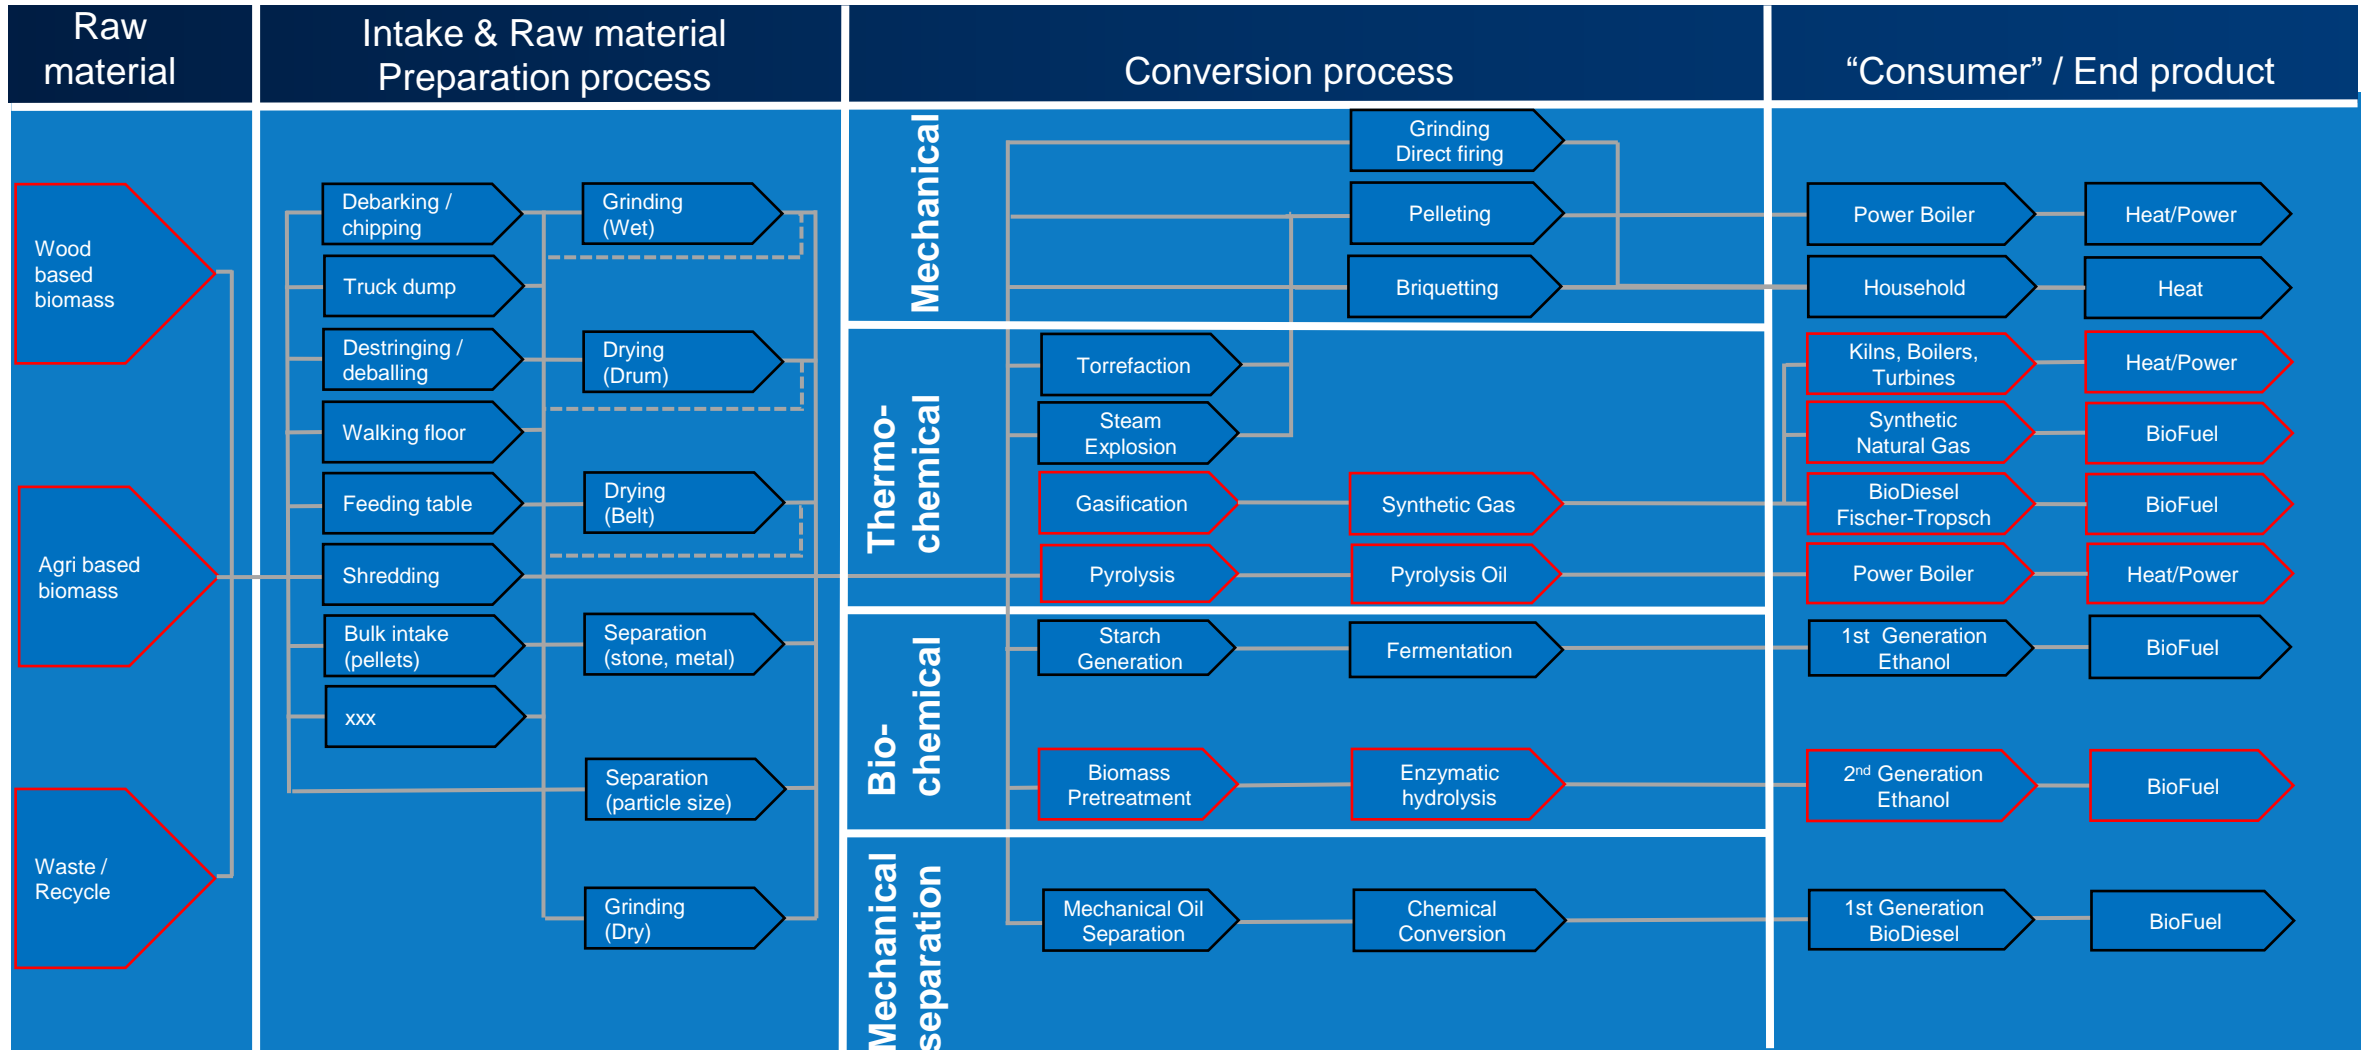 Raw
material
Intake & Raw material
Preparation process
Conversion process
“Consumer” / End product
Wood
based
biomass
Agri based
biomass
Waste /
Recycle
Debarking /
chipping
Truck dump
Destringing /
deballing
Walking floor
Feeding table
Shredding
Bulk intake
(pellets)
xxx
Grinding
(Wet)
Drying
(Drum)
Drying
(Belt)
Separation
(stone, metal)
Separation
(particle size)
Grinding
(Dry)
Mechanical
Grinding
Direct firing
Pelleting
Briquetting
Thermo-
chemical
Torrefaction
Steam
Explosion
Gasification
Synthetic Gas
Pyrolysis
Pyrolysis Oil
Bio-
chemical
Starch
Generation
Fermentation
Biomass
Pretreatment
Enzymatic
hydrolysis
Mechanical
separation
Mechanical Oil
Separation
Chemical
Conversion
Power Boiler
Heat/Power
Household
Heat
Kilns, Boilers,
Turbines
Heat/Power
Synthetic
Natural Gas
BioFuel
BioDiesel
Fischer-Tropsch
BioFuel
Power Boiler
Heat/Power
1st Generation
Ethanol
BioFuel
2nd Generation
Ethanol
BioFuel
1st Generation
BioDiesel
BioFuel